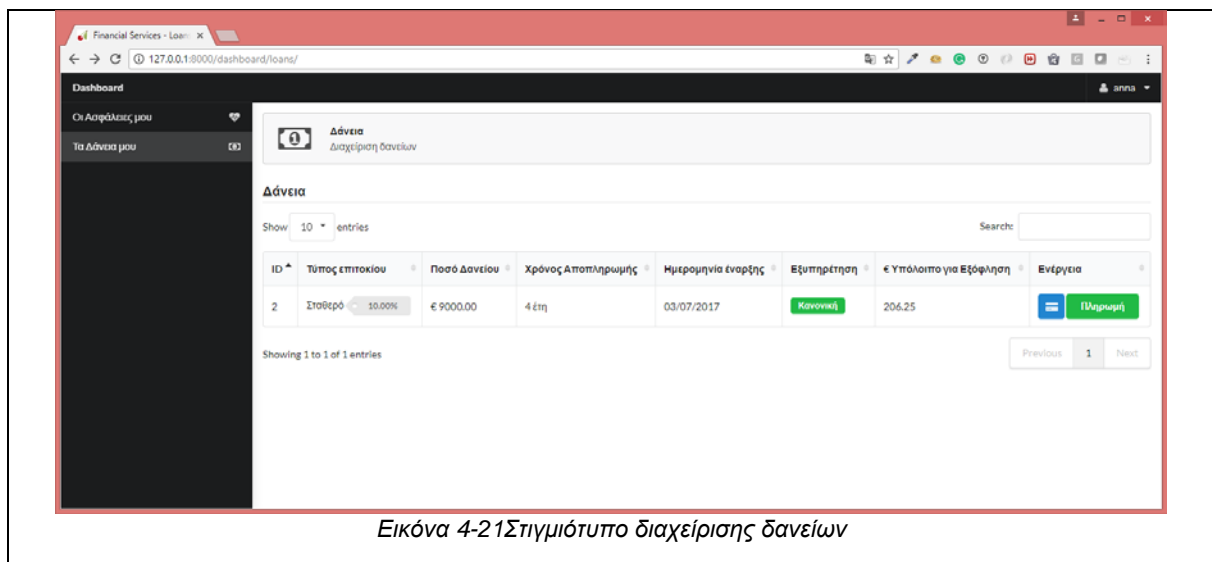 Financial Services - Loan
127.0.0.1:8000/dashboard/loans/
Dashboard
anna
Οι Ασφάλειες μου
Τα Δάνεια μου
Δάνεια
Διαχείριση δανείων
Δάνεια
Show 10 entries
Search:
ID Τύπος επιτοκίου Ποσό Δανείου Χρόνος Αποπληρωμής Ημερομηνία έναρξης Εξυπηρέτηση € Υπόλοιπο για Εξόφληση Ενέργεια
2 Σταθερό 10.00% € 9000.00 4 έτη 03/07/2017 Κανονική 206.25 Πληρωμή
Showing 1 to 1 of 1 entries
Previous 1 Next
Εικόνα 4-21Στιγμιότυπο διαχείρισης δανείων